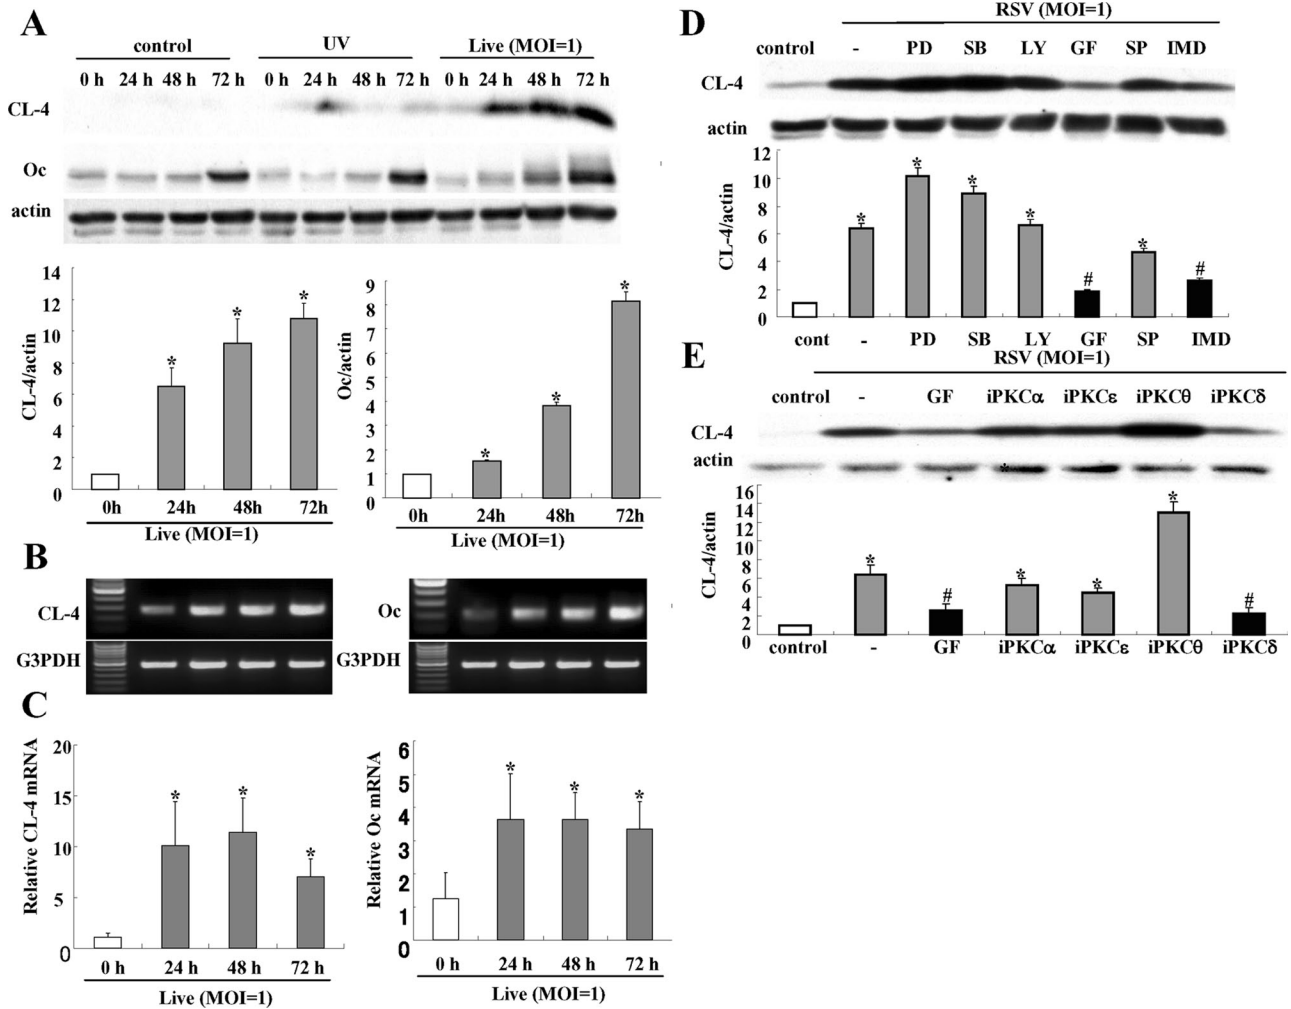 A
control UV Live (MOI=1)
0 h 24 h 48 h 72 h 0 h 24 h 48 h 72 h 0 h 24 h 48 h 72 h
CL-4
Oc
actin
CL-4/actin
14
12
10
8
6
4
2
0
* * *
0h 24h 48h 72h
Live (MOI=1)
Oc/actin
9
8
7
6
5
4
3
2
1
0
* * *
0h 24h 48h 72h
Live (MOI=1)
B
CL-4
G3PDH
Oc
G3PDH
C
Relative CL-4 mRNA
20
15
10
5
0
* * *
0 h 24 h 48 h 72 h
Live (MOI=1)
Relative Oc mRNA
6
5
4
3
2
1
0
* * *
0 h 24 h 48 h 72 h
Live (MOI=1)
D
RSV (MOI=1)
control - PD SB LY GF SP IMD
CL-4
actin
CL-4/actin
12
10
8
6
4
2
0
* * * * # * #
cont - PD SB LY GF SP IMD
E
RSV (MOI=1)
control - GF iPKCα iPKCε iPKCθ iPKCδ
CL-4
actin
CL-4/actin
16
14
12
10
8
6
4
2
0
* # * * * #
control - GF iPKCα iPKCε iPKCθ iPKCδ